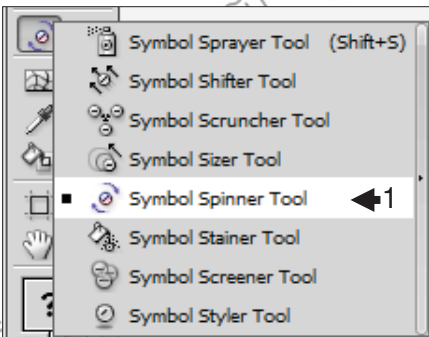 Symbol Sprayer Tool (Shift+S)
Symbol Shifter Tool
Symbol Scruncher Tool
Symbol Sizer Tool
Symbol Spinner Tool 1
Symbol Stainer Tool
Symbol Screener Tool
?
Symbol Styler Tool